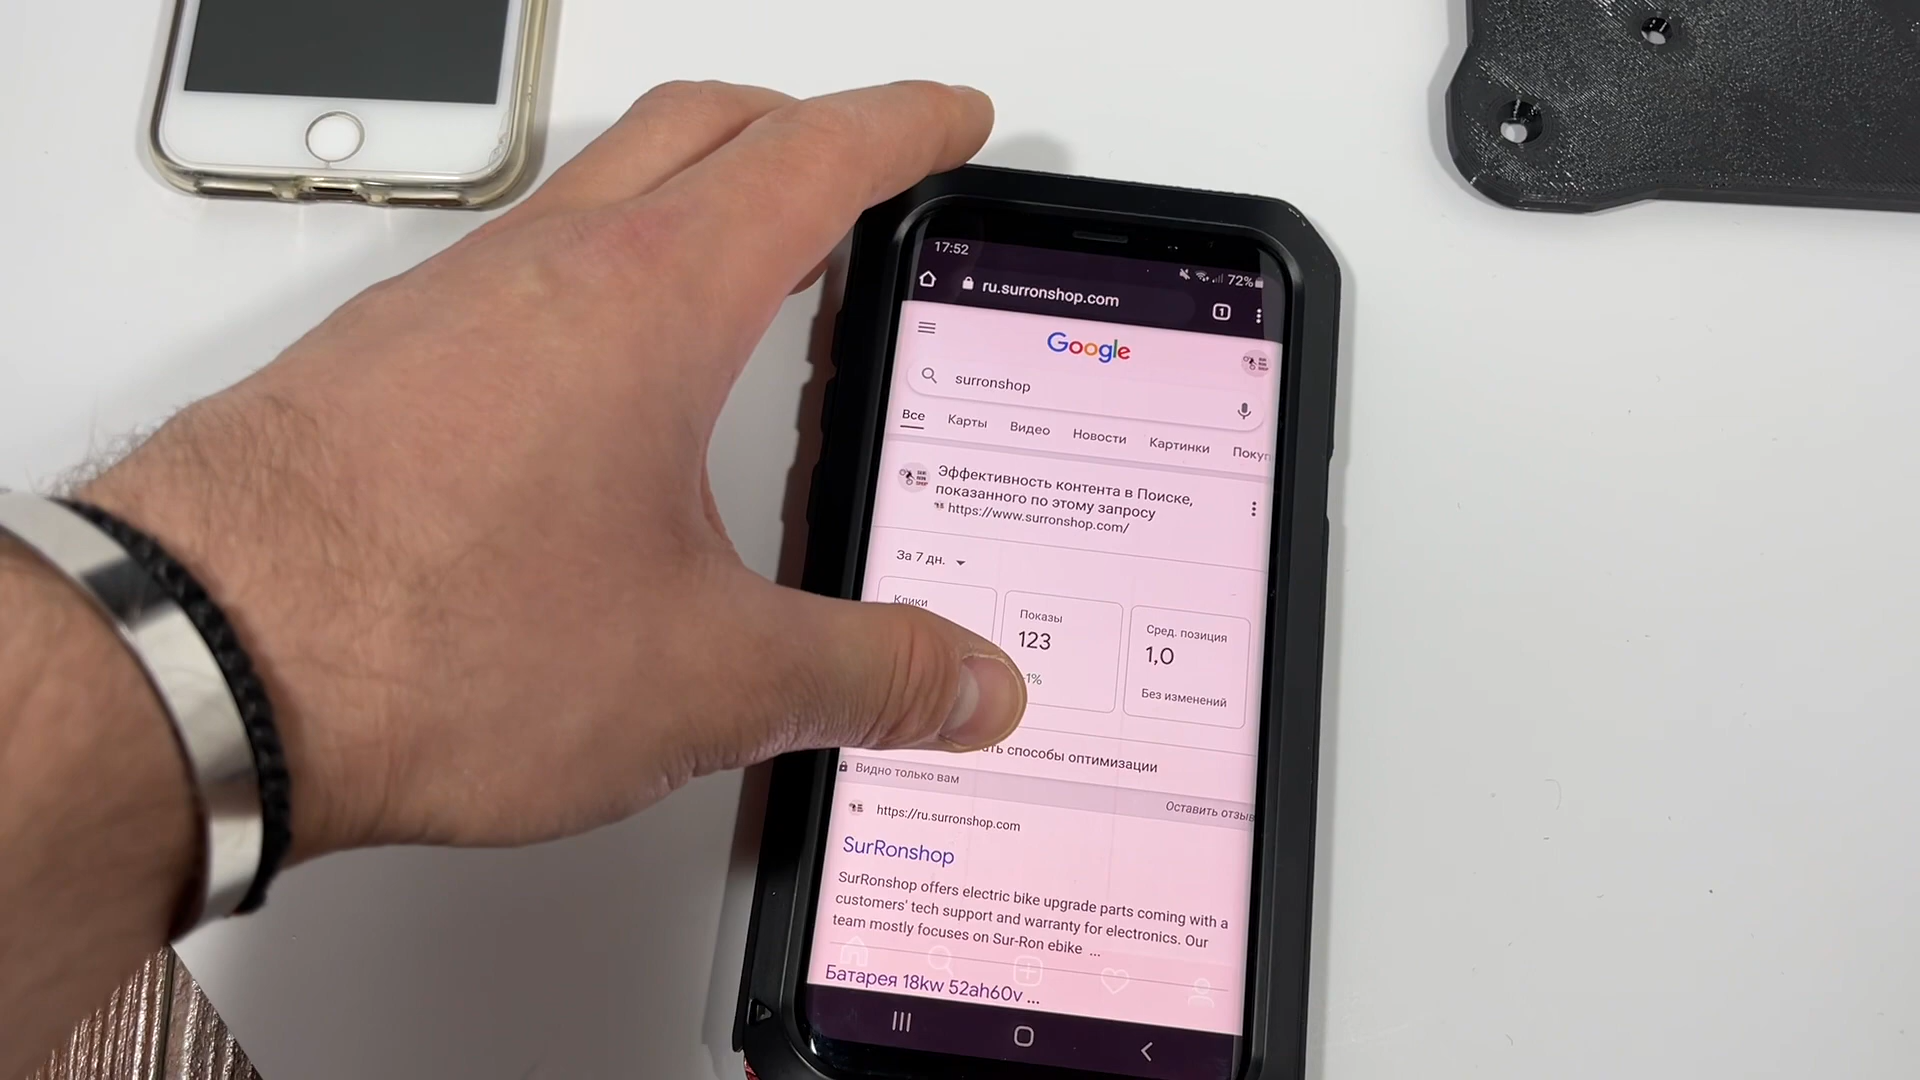 17:52
72%
ru.surronshop.com
1
Google
surronshop
Все Карты Видео Новости Картинки Покуп
Эффективность контента в Поиске,
показанного по этому запросу
https://www.surronshop.com/
За 7 дн.
Клики
Показы
123
-1%
Сред. позиция
1,0
Без изменений
способы оптимизации
Видно только вам
Оставить отзыв
https://ru.surronshop.com
SurRonshop
SurRonshop offers electric bike upgrade parts coming with a
customers' tech support and warranty for electronics. Our
team mostly focuses on Sur-Ron ebike ...
Батарея 18kw 52ah60v ...